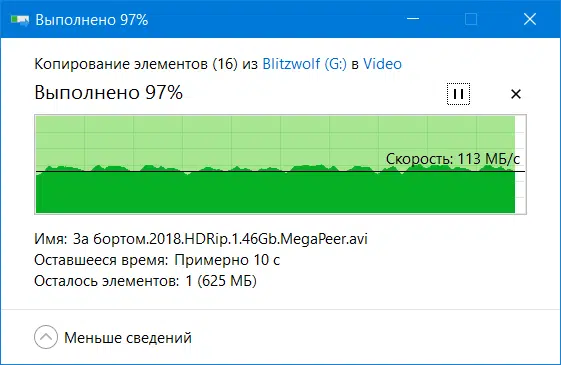 Выполнено 97%
Копирование элементов (16) из Blitzwolf (G:) в Video
Выполнено 97%
Скорость: 113 МБ/с
Имя: За бортом.2018.HDRip.1.46Gb.MegaPeer.avi
Оставшееся время: Примерно 10 с
Осталось элементов: 1 (625 МБ)
Меньше сведений